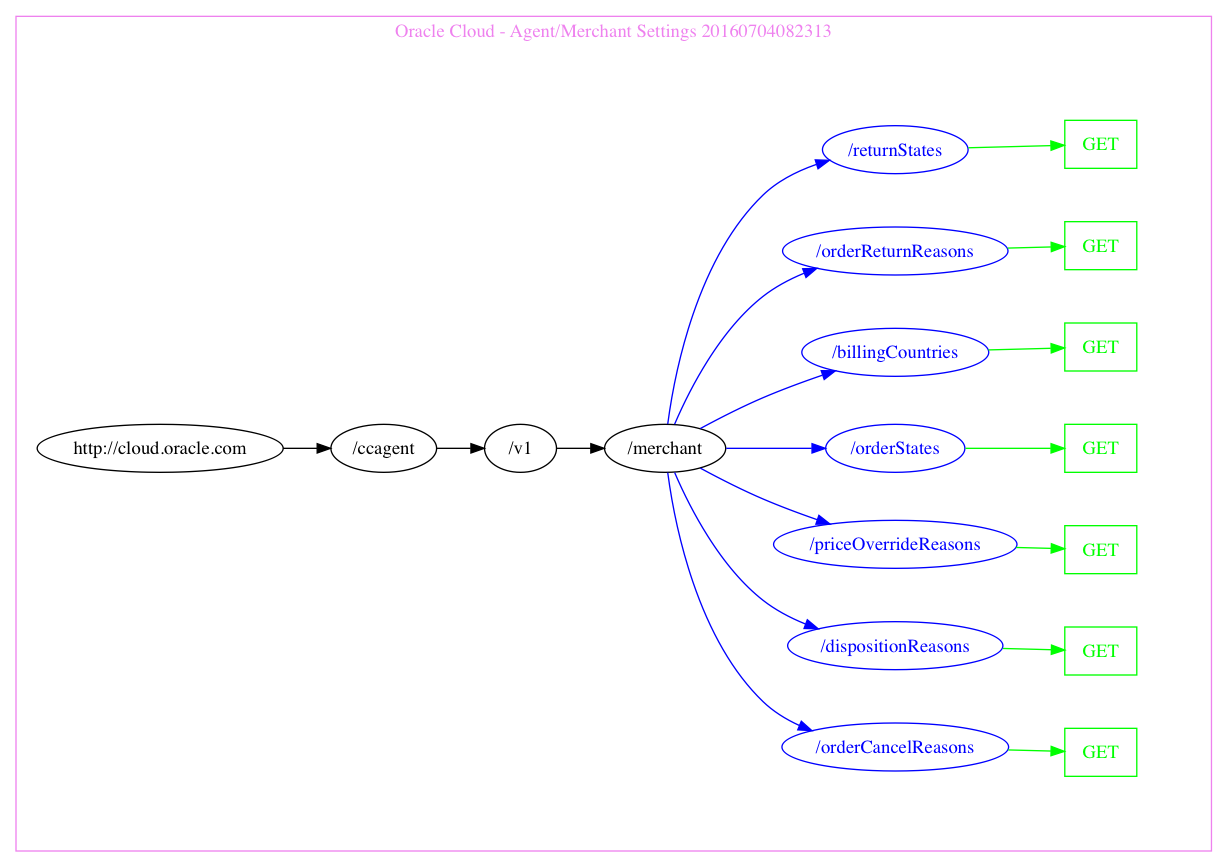 Oracle Cloud - Agent/Merchant Settings 20160704082313
/returnStates
GET
/orderReturnReasons
GET
/billingCountries
GET
http://cloud.oracle.com
/ccagent
/v1
/merchant
/orderStates
GET
/priceOverrideReasons
GET
/dispositionReasons
GET
/orderCancelReasons
GET